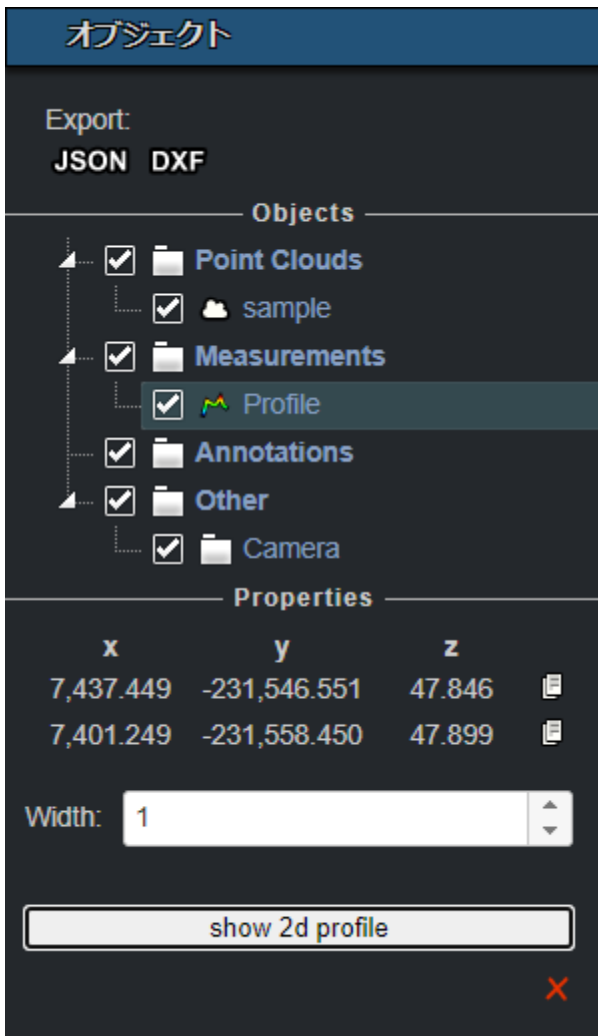 オブジェクト
Export:
JSON DXF
Objects
Point Clouds
sample
Measurements
Profile
Annotations
Other
Camera
Properties
x y z
7,437.449 -231,546.551 47.846
7,401.249 -231,558.450 47.899
Width: 1
show 2d profile